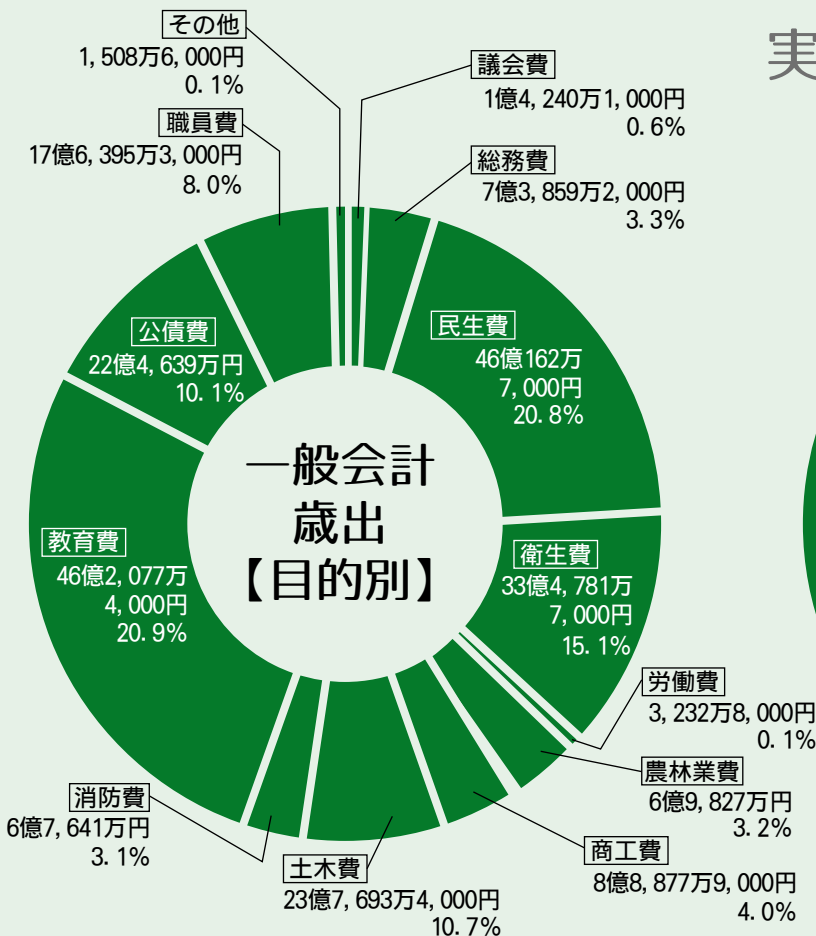 実
その他
1,508万6,000円
0.1%
議会費
1億4,240万1,000円
0.6%
職員費
17億6,395万3,000円
8.0%
総務費
7億3,859万2,000円
3.3%
公債費
22億4,639万円
10.1%
民生費
46億162万
7,000円
20.8%
一般会計
歳出
【目的別】
教育費
46億2,077万
4,000円
20.9%
衛生費
33億4,781万
7,000円
15.1%
労働費
3,232万8,000円
0.1%
農林業費
6億9,827万円
3.2%
消防費
6億7,641万円
3.1%
商工費
8億8,877万9,000円
4.0%
土木費
23億7,693万4,000円
10.7%